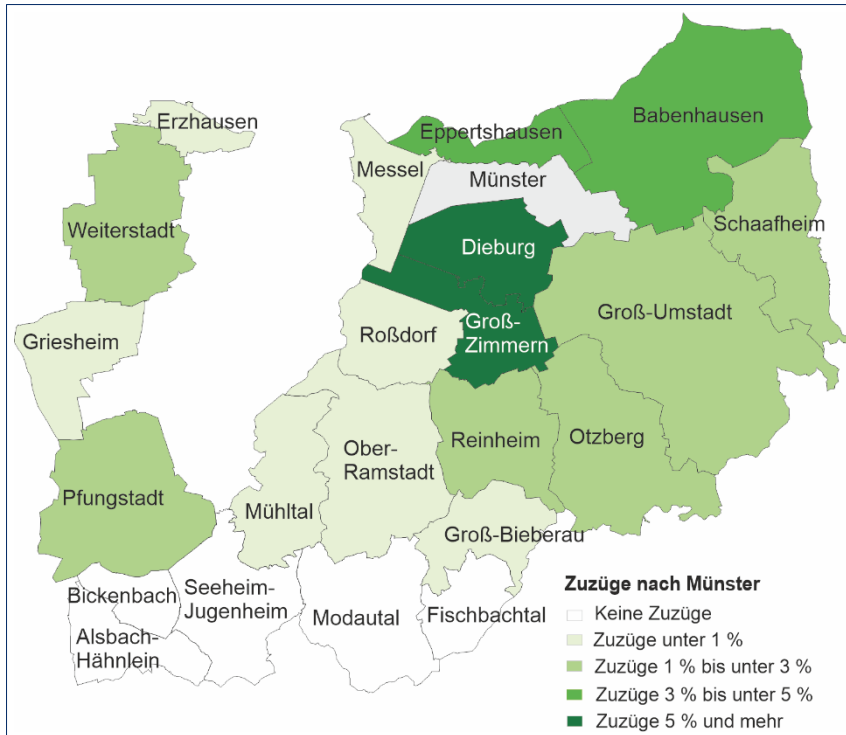 Erzhausen
Eppertshausen
Babenhausen
Messel
Münster
Weiterstadt
Schaafheim
Dieburg
Groß-Umstadt
Griesheim
Roßdorf
Groß-
Zimmern
Reinheim
Otzberg
Ober-
Ramstadt
Pfungstadt
Mühltal
Groß-Bieberau
Bickenbach
Seeheim-
Jugenheim
Modautal
Fischbachtal
Alsbach-
Hähnlein
Zuzüge nach Münster
Keine Zuzüge
Zuzüge unter 1 %
Zuzüge 1 % bis unter 3 %
Zuzüge 3 % bis unter 5 %
Zuzüge 5 % und mehr